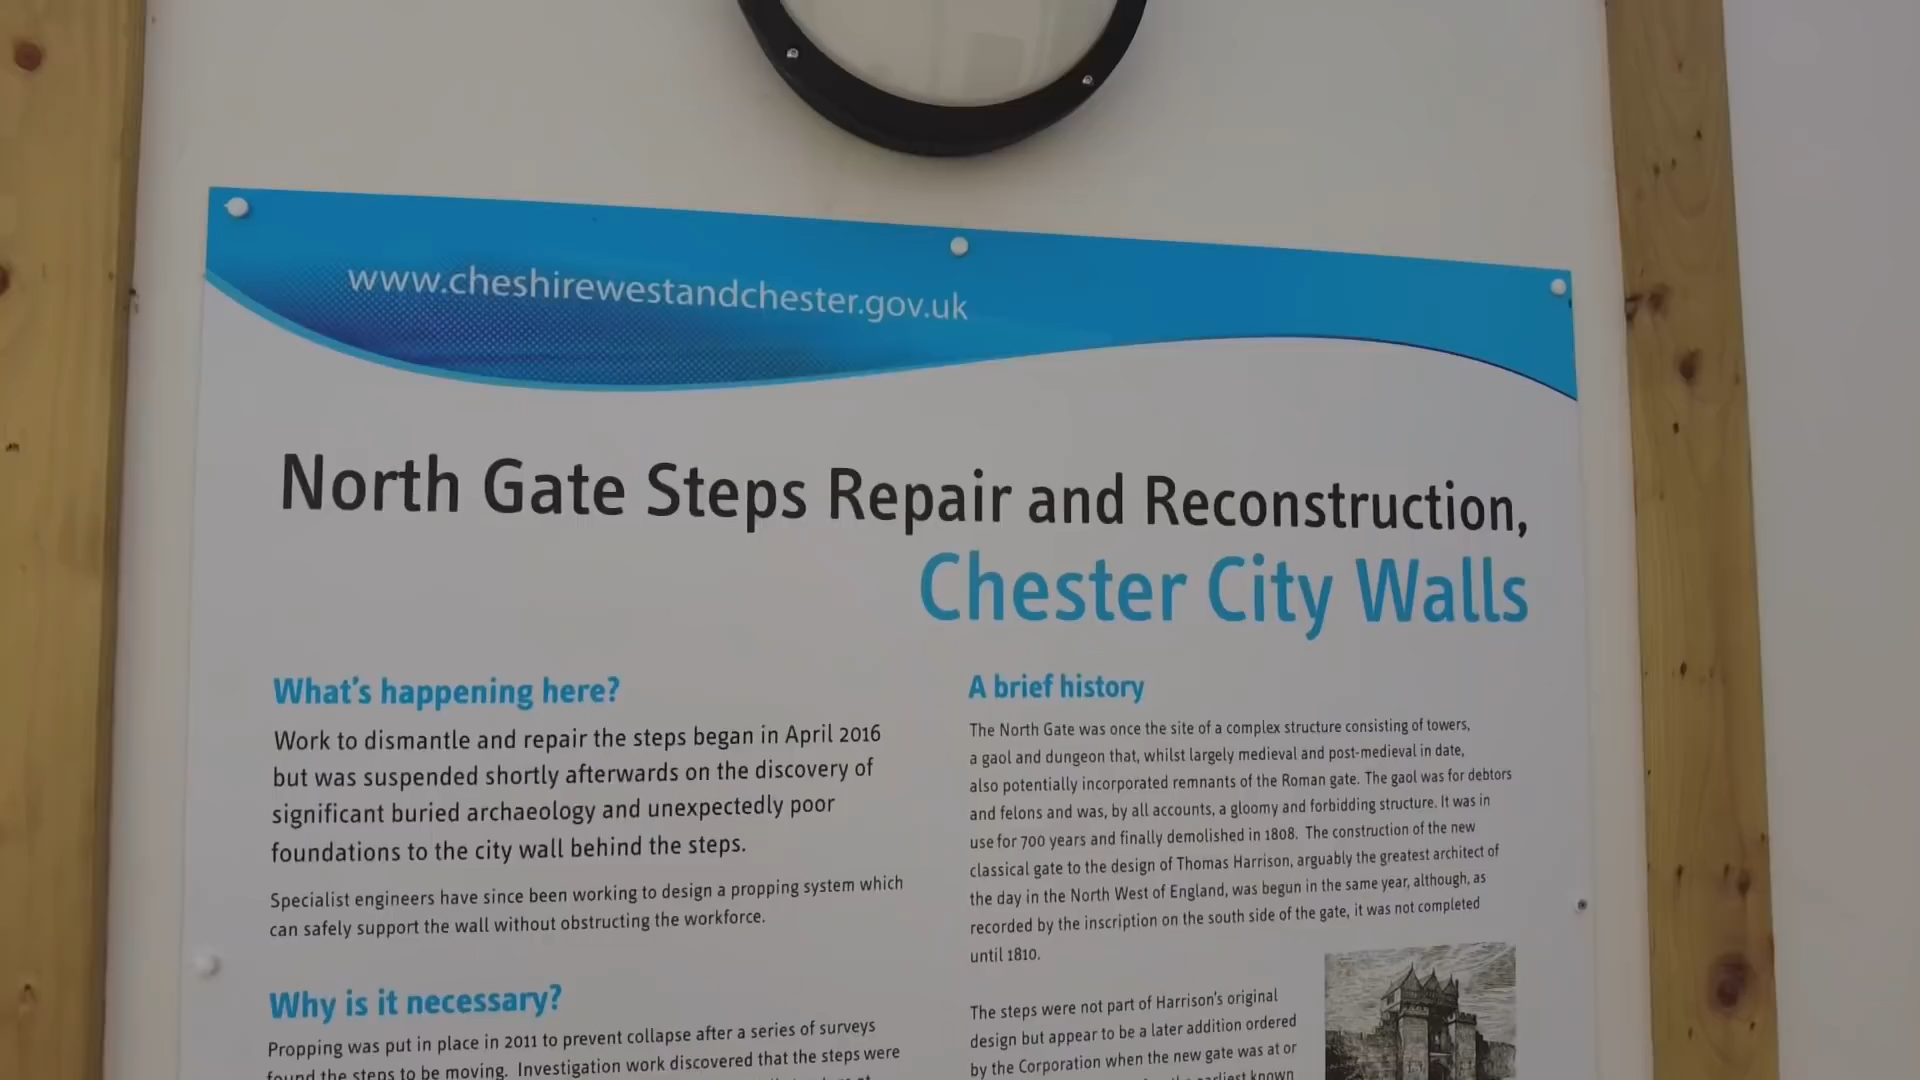 www.cheshirewestandchester.gov.uk
North Gate Steps Repair and Reconstruction,
Chester City Walls
What's happening here?
Work to dismantle and repair the steps began in April 2016
but was suspended shortly afterwards on the discovery of
significant buried archaeology and unexpectedly poor
foundations to the city wall behind the steps.
Specialist engineers have since been working to design a propping system which
can safely support the wall without obstructing the workforce.
Why is it necessary?
Propping was put in place in 2011 to prevent collapse after a series of surveys
found the steps to be moving. Investigation work discovered that the steps were
A brief history
The North Gate was once the site of a complex structure consisting of towers,
a gaol and dungeon that, whilst largely medieval and post-medieval in date,
also potentially incorporated remnants of the Roman gate. The gaol was for debtors
and felons and was, by all accounts, a gloomy and forbidding structure. It was in
use for 700 years and finally demolished in 1808. The construction of the new
classical gate to the design of Thomas Harrison, arguably the greatest architect of
the day in the North West of England, was begun in the same year, although, as
recorded by the inscription on the south side of the gate, it was not completed
until 1810.
The steps were not part of Harrison's original
design but appear to be a later addition ordered
by the Corporation when the new gate was at or
earliest known